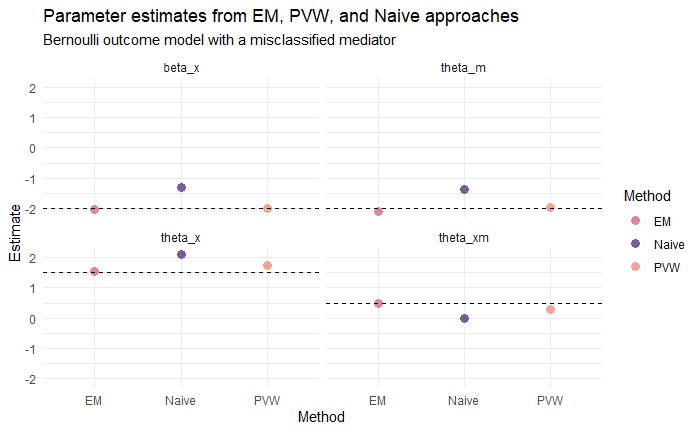 Parameter estimates from EM, PVW, and Naive approaches
Bernoulli outcome model with a misclassified mediator
beta_x
theta_m
2
1
0
-1
-2
theta_x
theta_xm
2
1
0
-1
-2
Estimate
EM
Naive
PVW
EM
Naive
PVW
Method
Method
EM
Naive
PVW